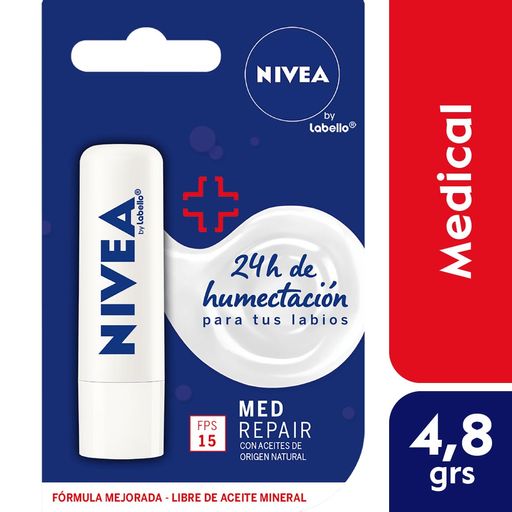 NIVEA
by
Labello®
NIVEA
by Labello®
24h de
humectación
para tus labios
FPS
15
MED
REPAIR
CON ACEITES DE
ORIGEN NATURAL
FÓRMULA MEJORADA - LIBRE DE ACEITE MINERAL
Medical
4,8
grs